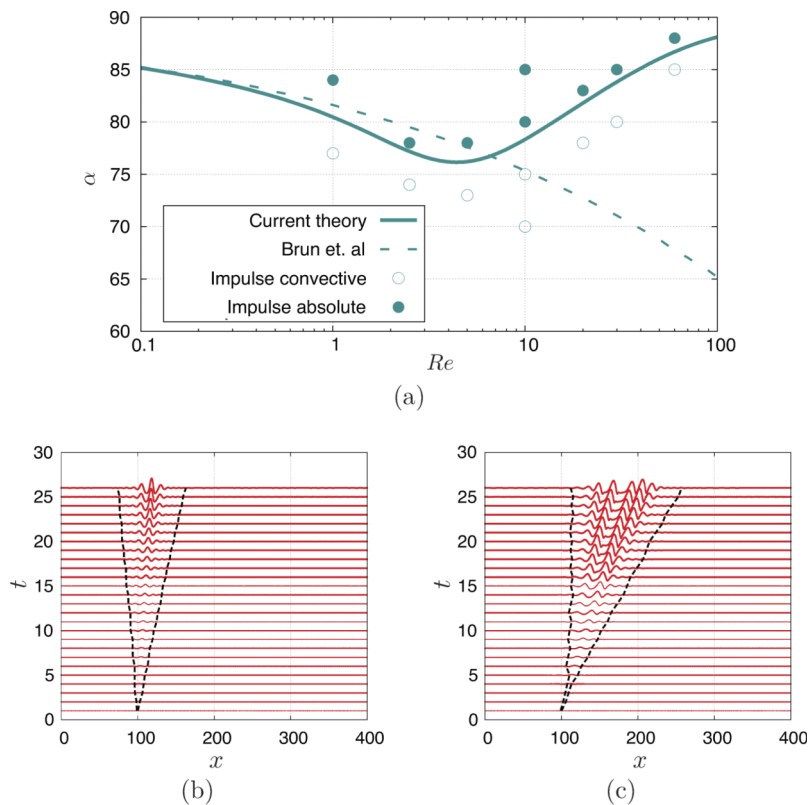 90
85
80
75
70
65
60
α
Current theory
Brun et. al
Impulse convective
Impulse absolute
0.1 1 10 100
Re
(a)
30
25
20
15
10
5
0
t
0 100 200 300 400
x
(b)
30
25
20
15
10
5
0
t
0 100 200 300 400
x
(c)